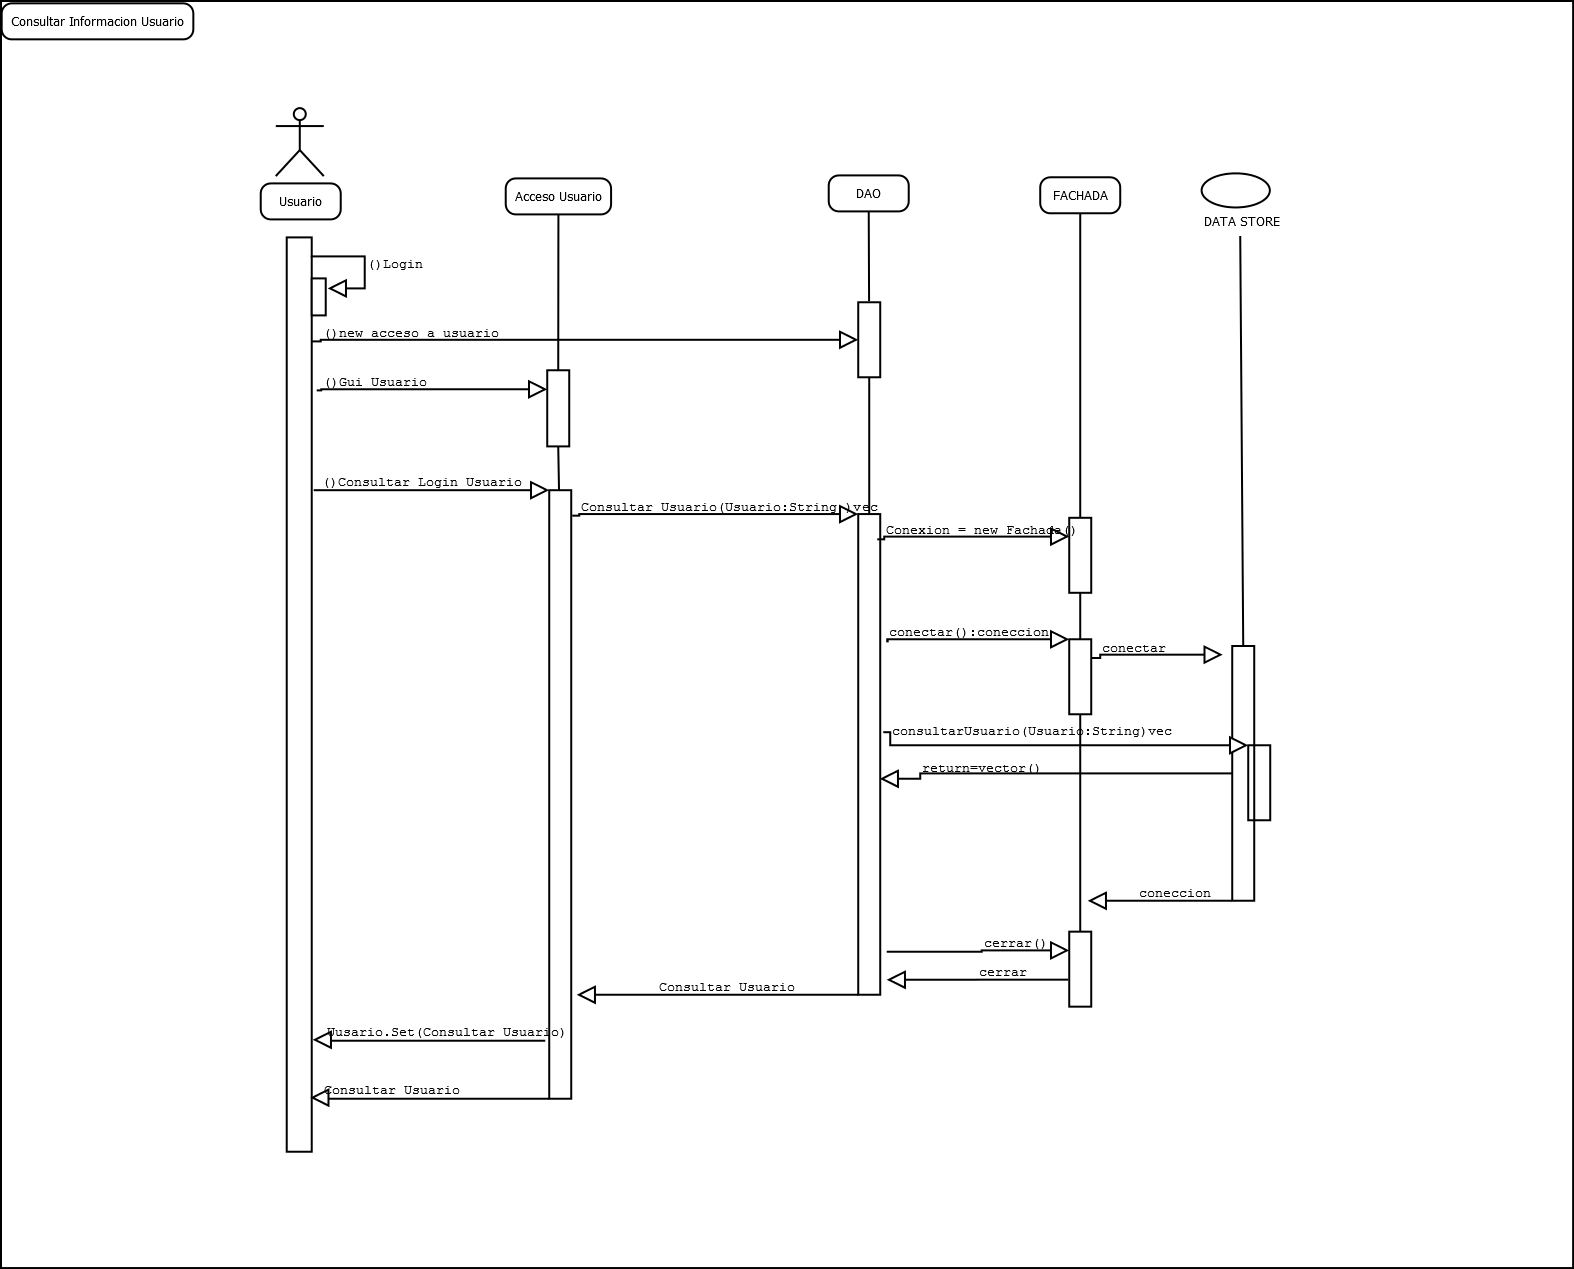 Consultar Informacion Usuario
Usuario
Acceso Usuario
DAO
FACHADA
DATA STORE
()Login
()new acceso a usuario
()Gui Usuario
()Consultar Login Usuario
Consultar Usuario(Usuario:String )vec
Conexion = new Fachada()
conectar():coneccion
conectar
consultarUsuario(Usuario:String)vec
return=vector()
coneccion
cerrar()
cerrar
Consultar Usuario
Uusario.Set(Consultar Usuario)
Consultar Usuario